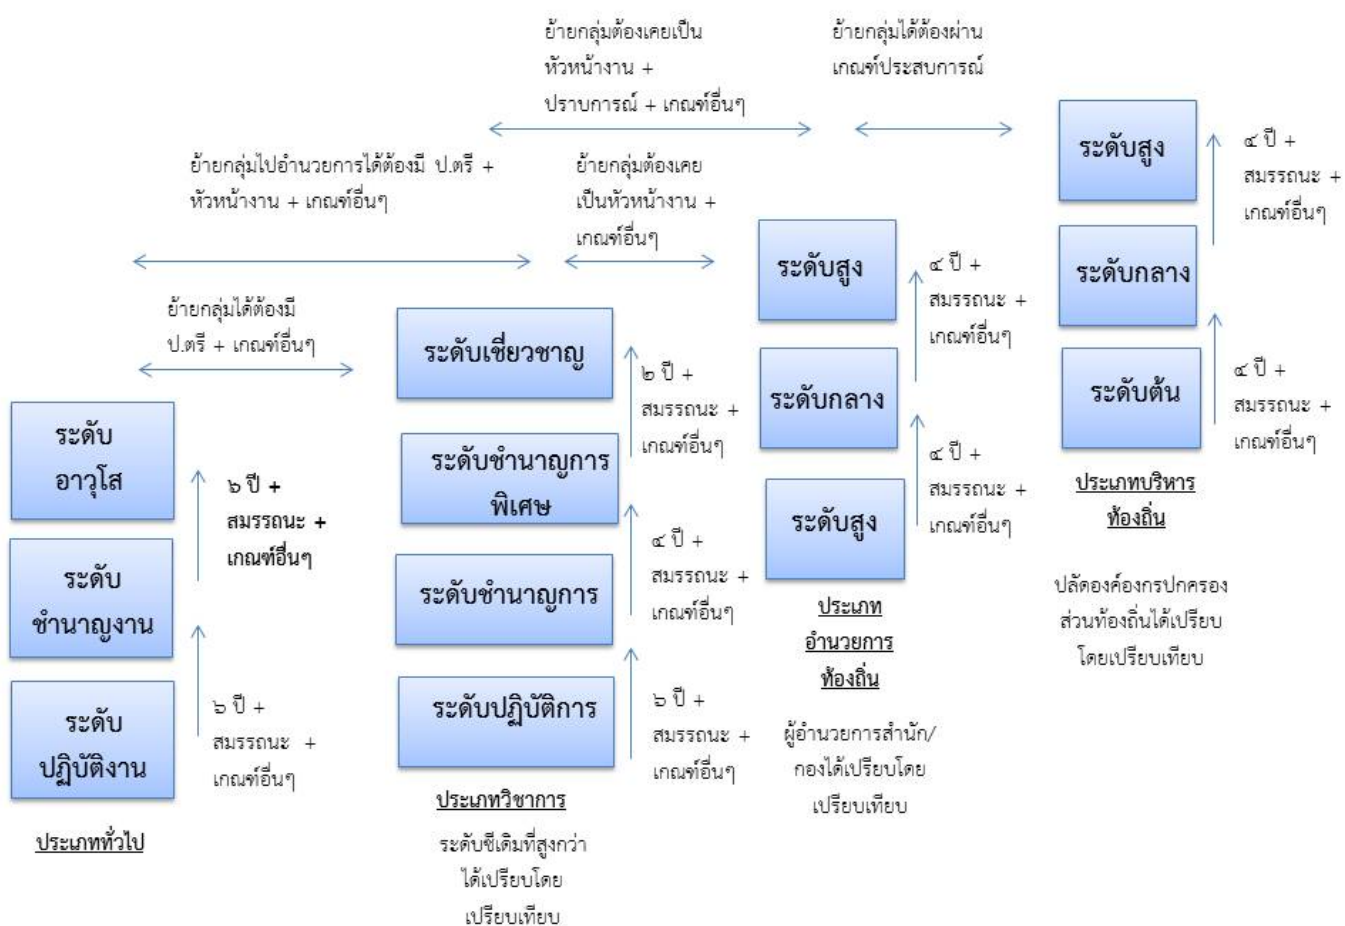 ย้ายกลุ่มต้องเคยเป็น
หัวหน้างาน +
ปราบการณ์ + เกณฑ์อื่นๆ
ย้ายกลุ่มได้ต้องผ่าน
เกณฑ์ประสบการณ์
ย้ายกลุ่มไปอำนวยการได้ต้องมี ป.ตรี +
หัวหน้างาน + เกณฑ์อื่นๆ
ย้ายกลุ่มต้องเคย
เป็นหัวหน้างาน +
เกณฑ์อื่นๆ
ย้ายกลุ่มได้ต้องมี
ป.ตรี + เกณฑ์อื่นๆ
ระดับ
อาวุโส
๖ ปี +
สมรรถนะ +
เกณฑ์อื่นๆ
ระดับ
ชำนาญงาน
๖ ปี +
สมรรถนะ +
เกณฑ์อื่นๆ
ระดับ
ปฏิบัติงาน
ประเภททั่วไป
ระดับเชี่ยวชาญ
๒ ปี +
สมรรถนะ +
เกณฑ์อื่นๆ
ระดับชำนาญการ
พิเศษ
๔ ปี +
สมรรถนะ +
เกณฑ์อื่นๆ
ระดับชำนาญการ
๖ ปี +
สมรรถนะ +
เกณฑ์อื่นๆ
ระดับปฏิบัติการ
ประเภทวิชาการ
ระดับซีเดิมที่สูงกว่า
ได้เปรียบโดย
เปรียบเทียบ
ระดับสูง
๔ ปี +
สมรรถนะ +
เกณฑ์อื่นๆ
ระดับกลาง
๔ ปี +
สมรรถนะ +
เกณฑ์อื่นๆ
ระดับสูง
ประเภท
อำนวยการ
ท้องถิ่น
ผู้อำนวยการสำนัก/
กองได้เปรียบโดย
เปรียบเทียบ
ระดับสูง
๔ ปี +
สมรรถนะ +
เกณฑ์อื่นๆ
ระดับกลาง
๔ ปี +
สมรรถนะ +
เกณฑ์อื่นๆ
ระดับต้น
ประเภทบริหาร
ท้องถิ่น
ปลัดองค์องกรปกครอง
ส่วนท้องถิ่นได้เปรียบ
โดยเปรียบเทียบ